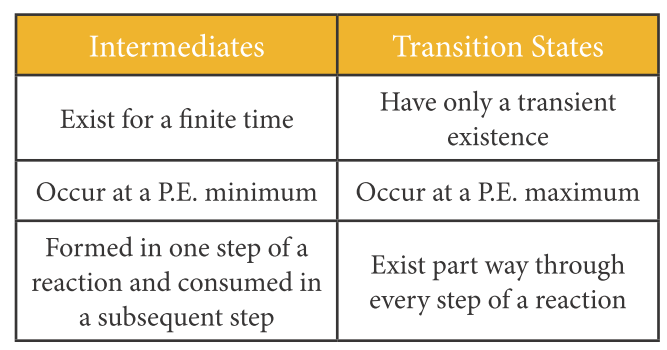 Intermediates
Transition States
Exist for a finite time
Have only a transient
existence
Occur at a P.E. minimum
Occur at a P.E. maximum
Formed in one step of a
reaction and consumed in
a subsequent step
Exist part way through
every step of a reaction